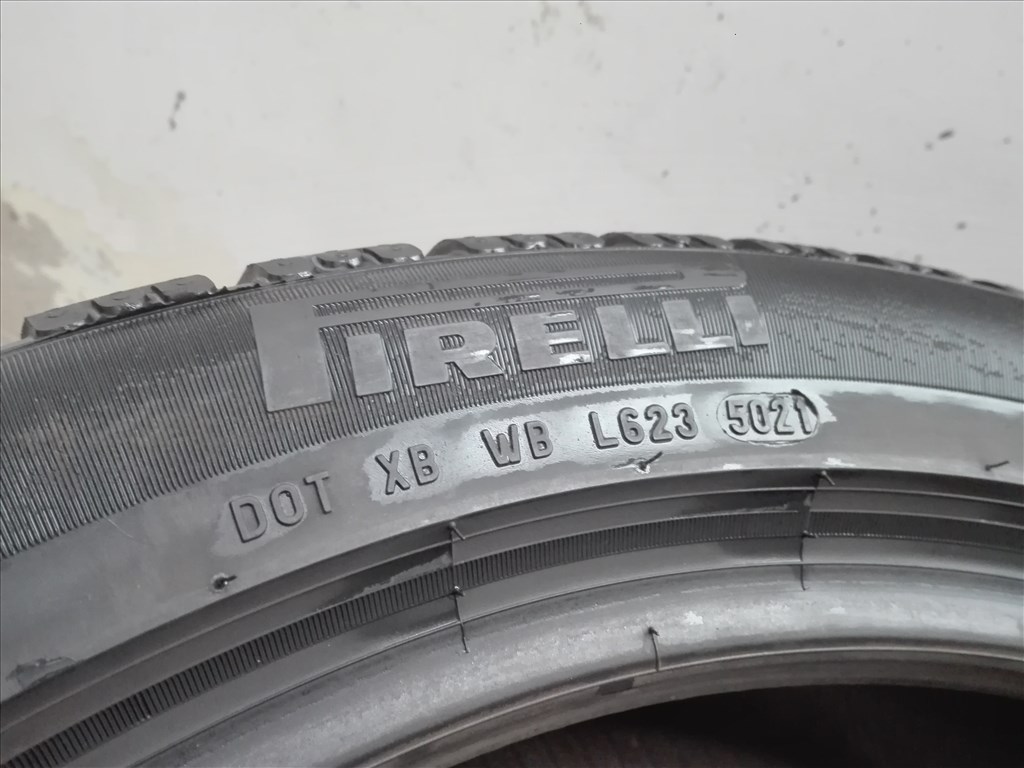 PIRELLI
DOT XB WB L623 5021